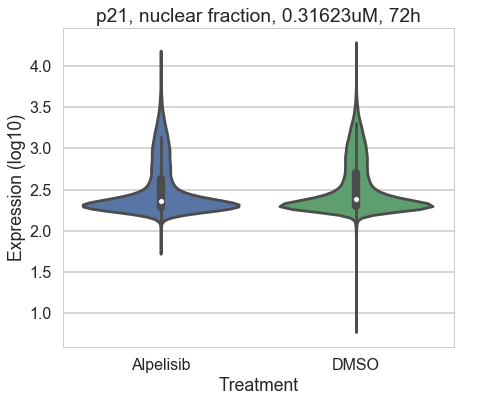 p21, nuclear fraction, 0.31623uM, 72h
Expression (log10)
4.0
3.5
3.0
2.5
2.0
1.5
1.0
Alpelisib DMSO
Treatment